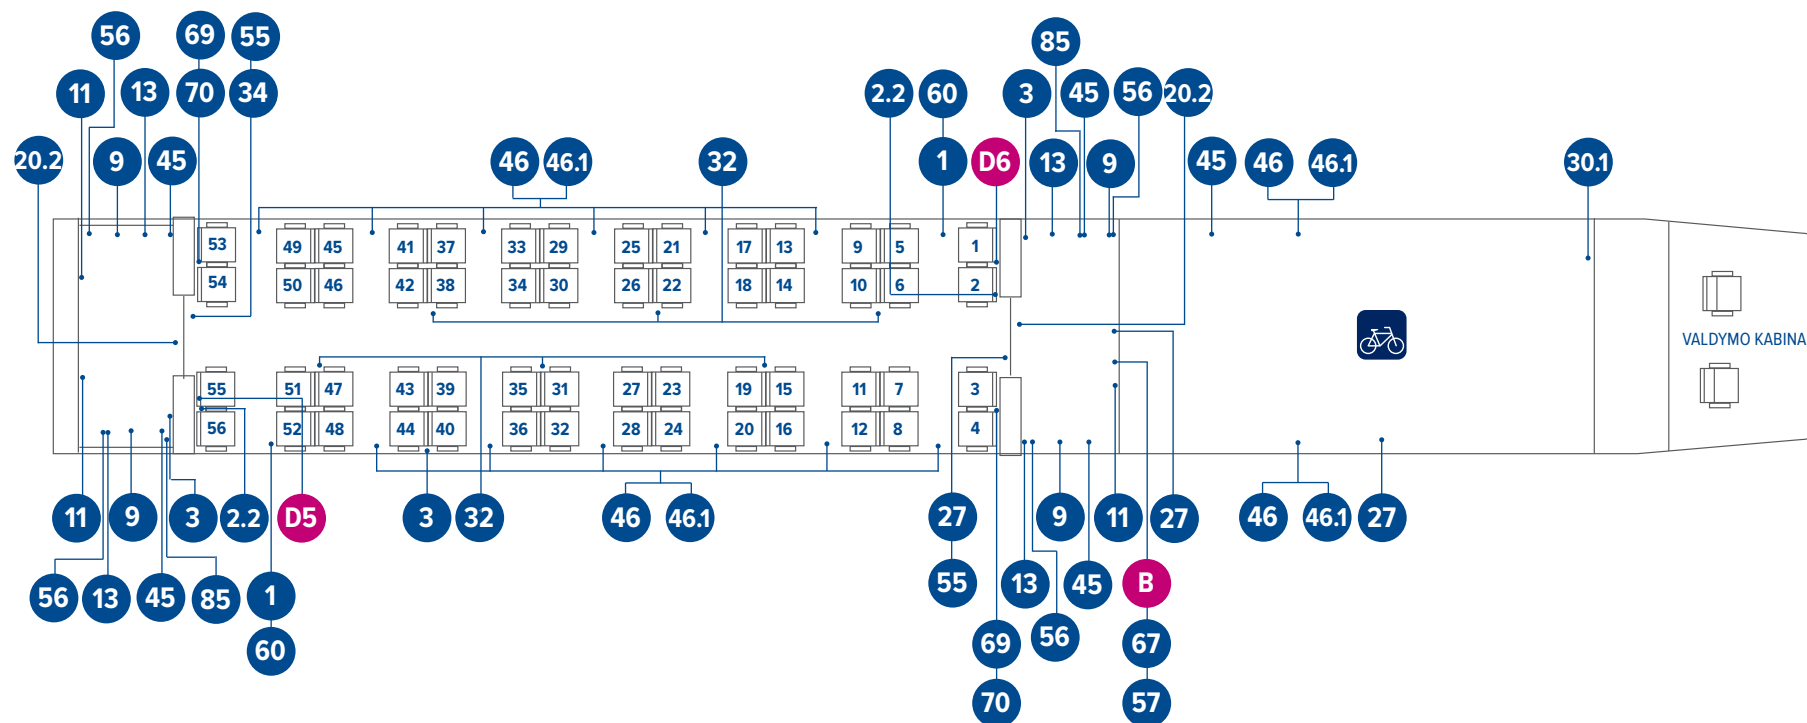 56 69 55 85
11 13 70 34 2.2 60 3 45 56 20.2
20.2 9 45 46 46.1 32 1 D6 13 9 45 46 46.1 30.1
53 49 45 41 37 33 29 25 21 17 13 9 5 1
54 50 46 42 38 34 30 26 22 18 14 10 6 2
VALDYMO KABINA
55 51 47 43 39 35 31 27 23 19 15 11 7 3
56 52 48 44 40 36 32 28 24 20 16 12 8 4
11 9 3 2.2 D5 3 32 46 46.1 27 9 11 27 46 46.1 27
56 13 45 85 1 55 13 45 B
60 69 56 67
70 57